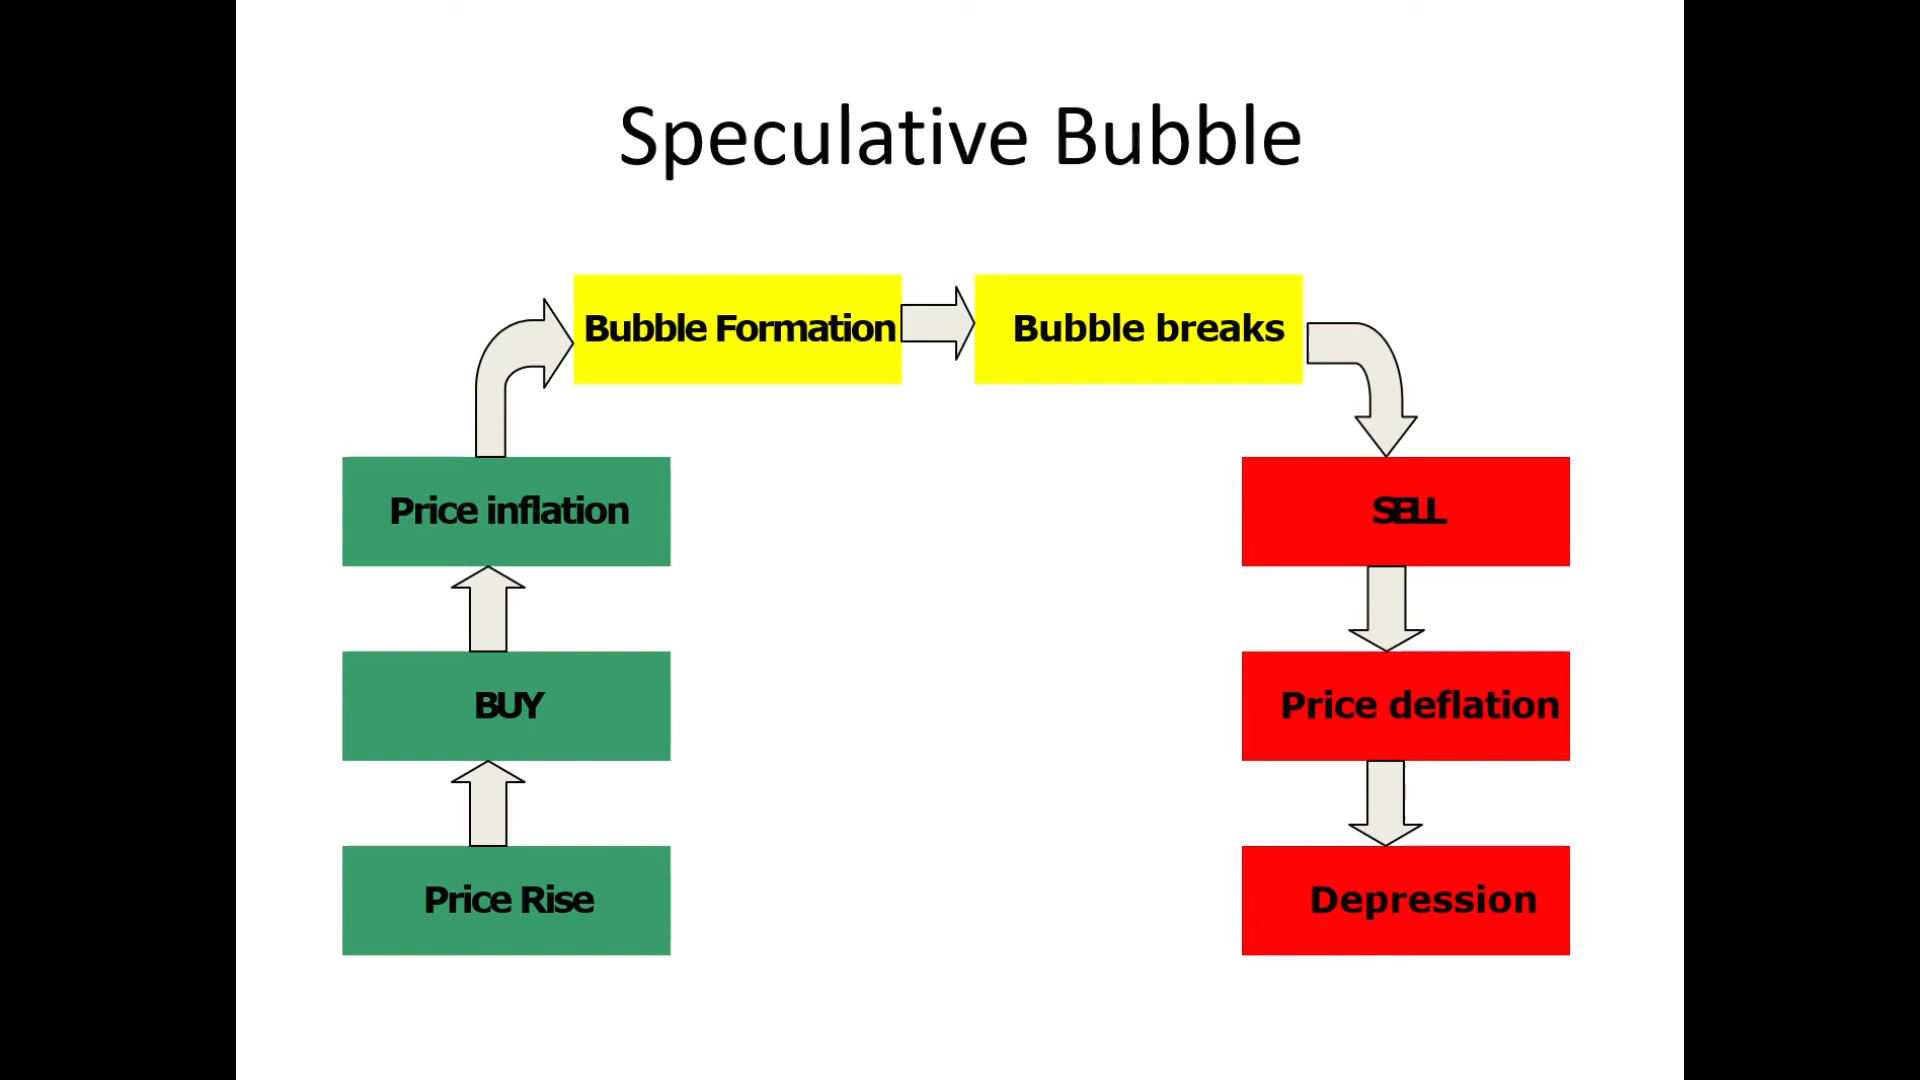 Speculative Bubble
Bubble Formation
Bubble breaks
Price inflation
SELL
BUY
Price deflation
Price Rise
Depression